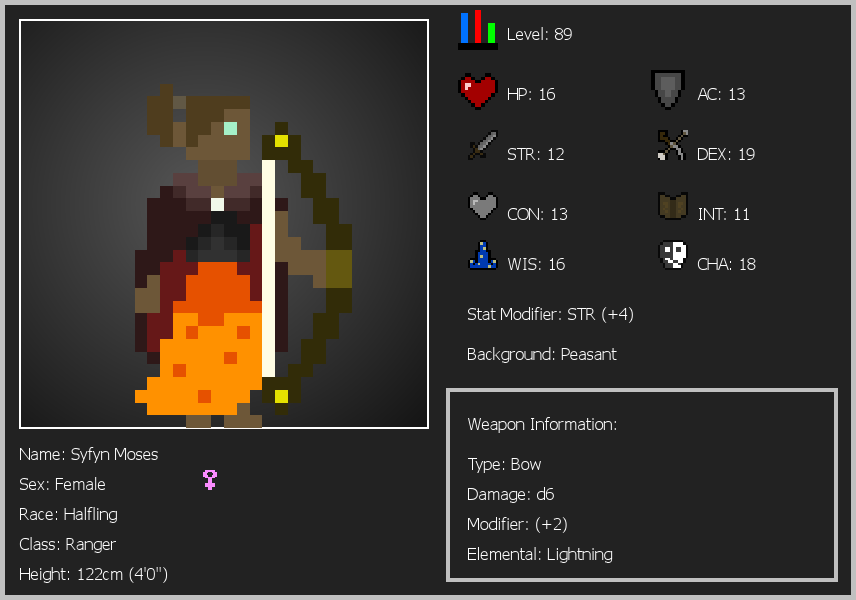 Level: 89
HP: 16
AC: 13
STR: 12
DEX: 19
CON: 13
INT: 11
WIS: 16
CHA: 18
Stat Modifier: STR (+4)
Background: Peasant
Weapon Information:
Type: Bow
Damage: d6
Modifier: (+2)
Elemental: Lightning
Name: Syfyn Moses
Sex: Female
Race: Halfling
Class: Ranger
Height: 122cm (4'0")